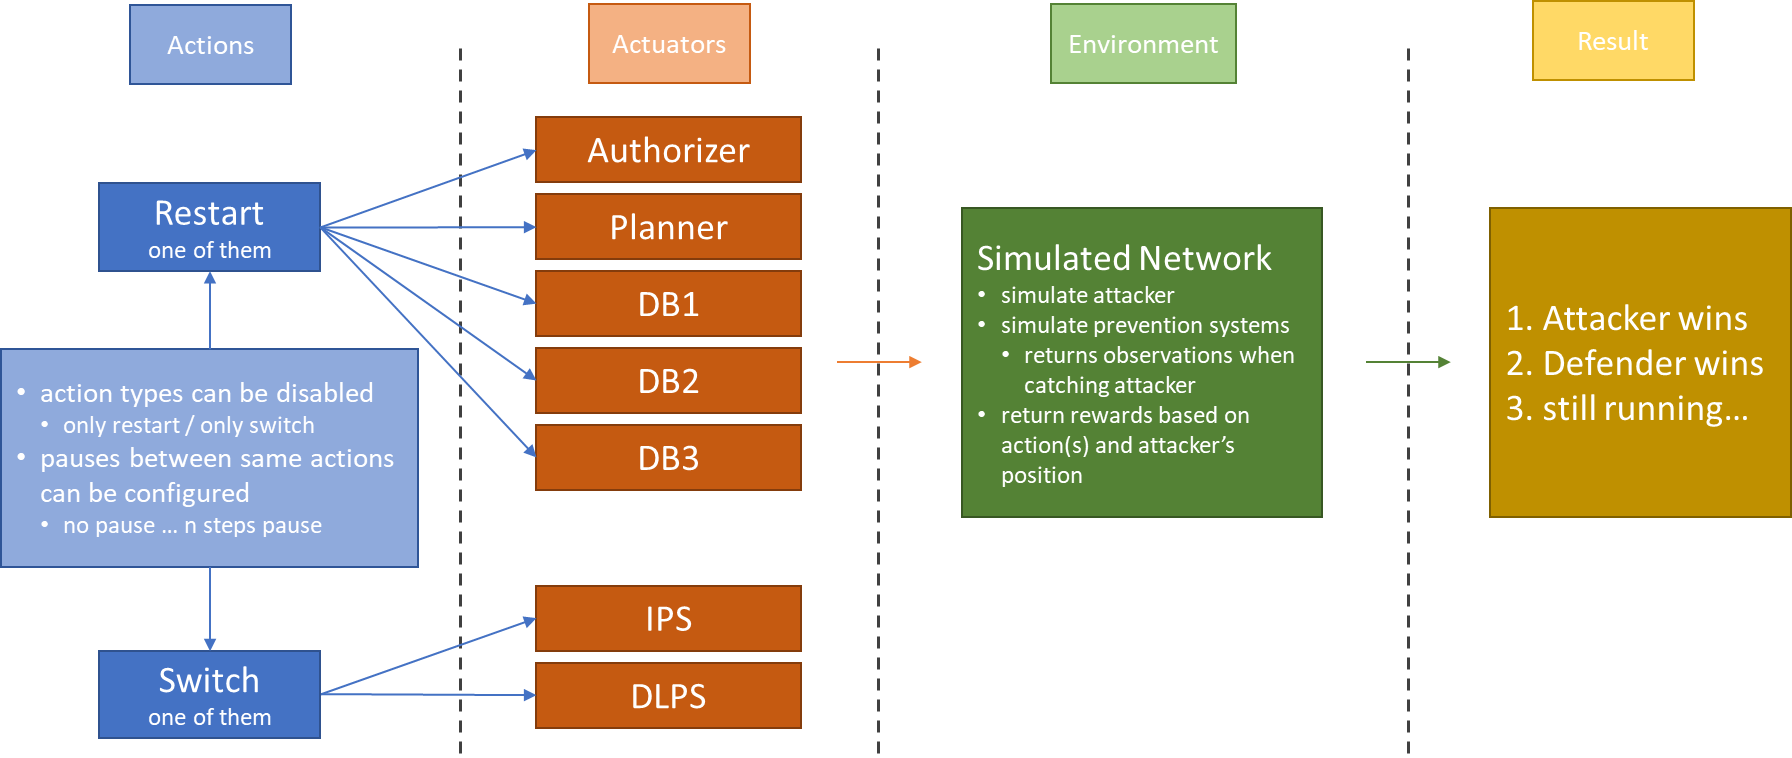 Actions
Actuators
Environment
Result
Restart
one of them
• action types can be disabled
• only restart / only switch
• pauses between same actions
can be configured
• no pause … n steps pause
Switch
one of them
Authorizer
Planner
DB1
DB2
DB3
IPS
DLPS
Simulated Network
• simulate attacker
• simulate prevention systems
• returns observations when
catching attacker
• return rewards based on
action(s) and attacker’s
position
1. Attacker wins
2. Defender wins
3. still running…